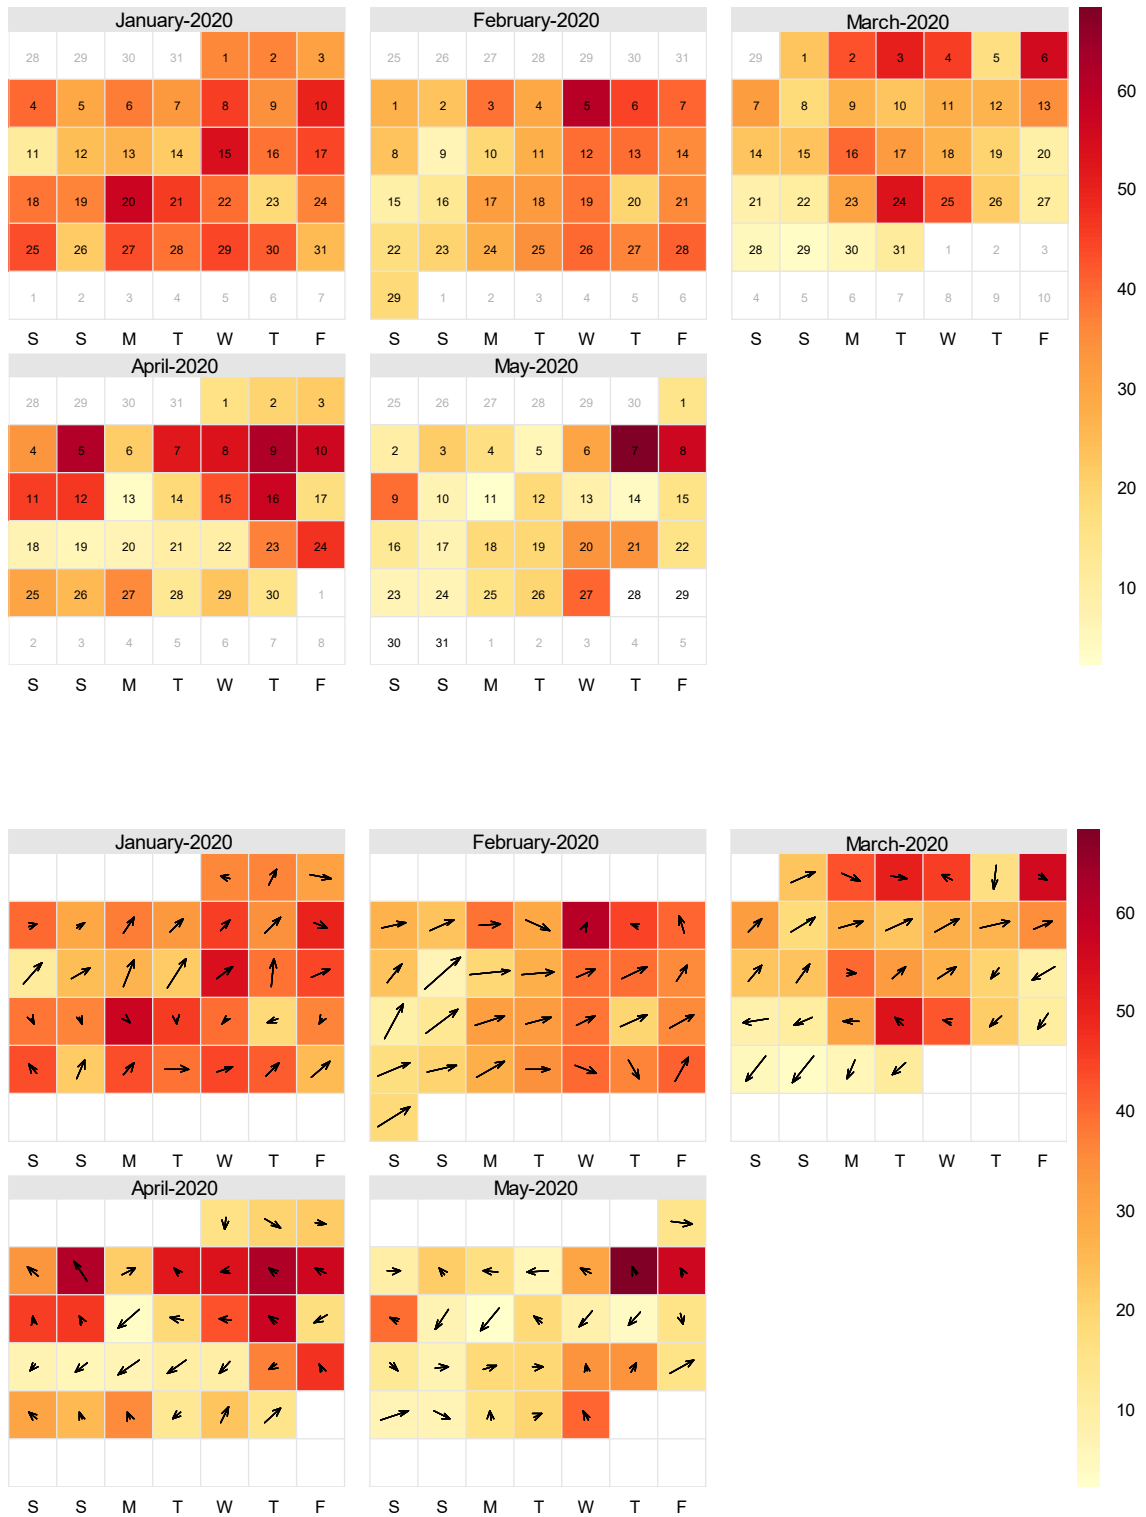 January-2020 February-2020 March-2020
28 29 30 31 1 2 3 25 26 27 28 29 30 31 29 1 2 3 4 5 6
4 5 6 7 8 9 10 1 2 3 4 5 6 7 7 8 9 10 11 12 13 60
11 12 13 14 15 16 17 8 9 10 11 12 13 14 14 15 16 17 18 19 20
18 19 20 21 22 23 24 15 16 17 18 19 20 21 21 22 23 24 25 26 27 50
25 26 27 28 29 30 31 22 23 24 25 26 27 28 28 29 30 31 1 2 3
1 2 3 4 5 6 7 29 1 2 3 4 5 6 4 5 6 7 8 9 10 40
S S M T W T F S S M T W T F S S M T W T F
April-2020 May-2020
28 29 30 31 1 2 3 25 26 27 28 29 30 1 30
4 5 6 7 8 9 10 2 3 4 5 6 7 8
11 12 13 14 15 16 17 9 10 11 12 13 14 15 20
18 19 20 21 22 23 24 16 17 18 19 20 21 22
25 26 27 28 29 30 1 23 24 25 26 27 28 29 10
2 3 4 5 6 7 8 30 31 1 2 3 4 5
S S M T W T F S S M T W T F
January-2020 February-2020 March-2020
60
50
40
S S M T W T F S S M T W T F S S M T W T F
April-2020 May-2020
30
20
10
S S M T W T F S S M T W T F